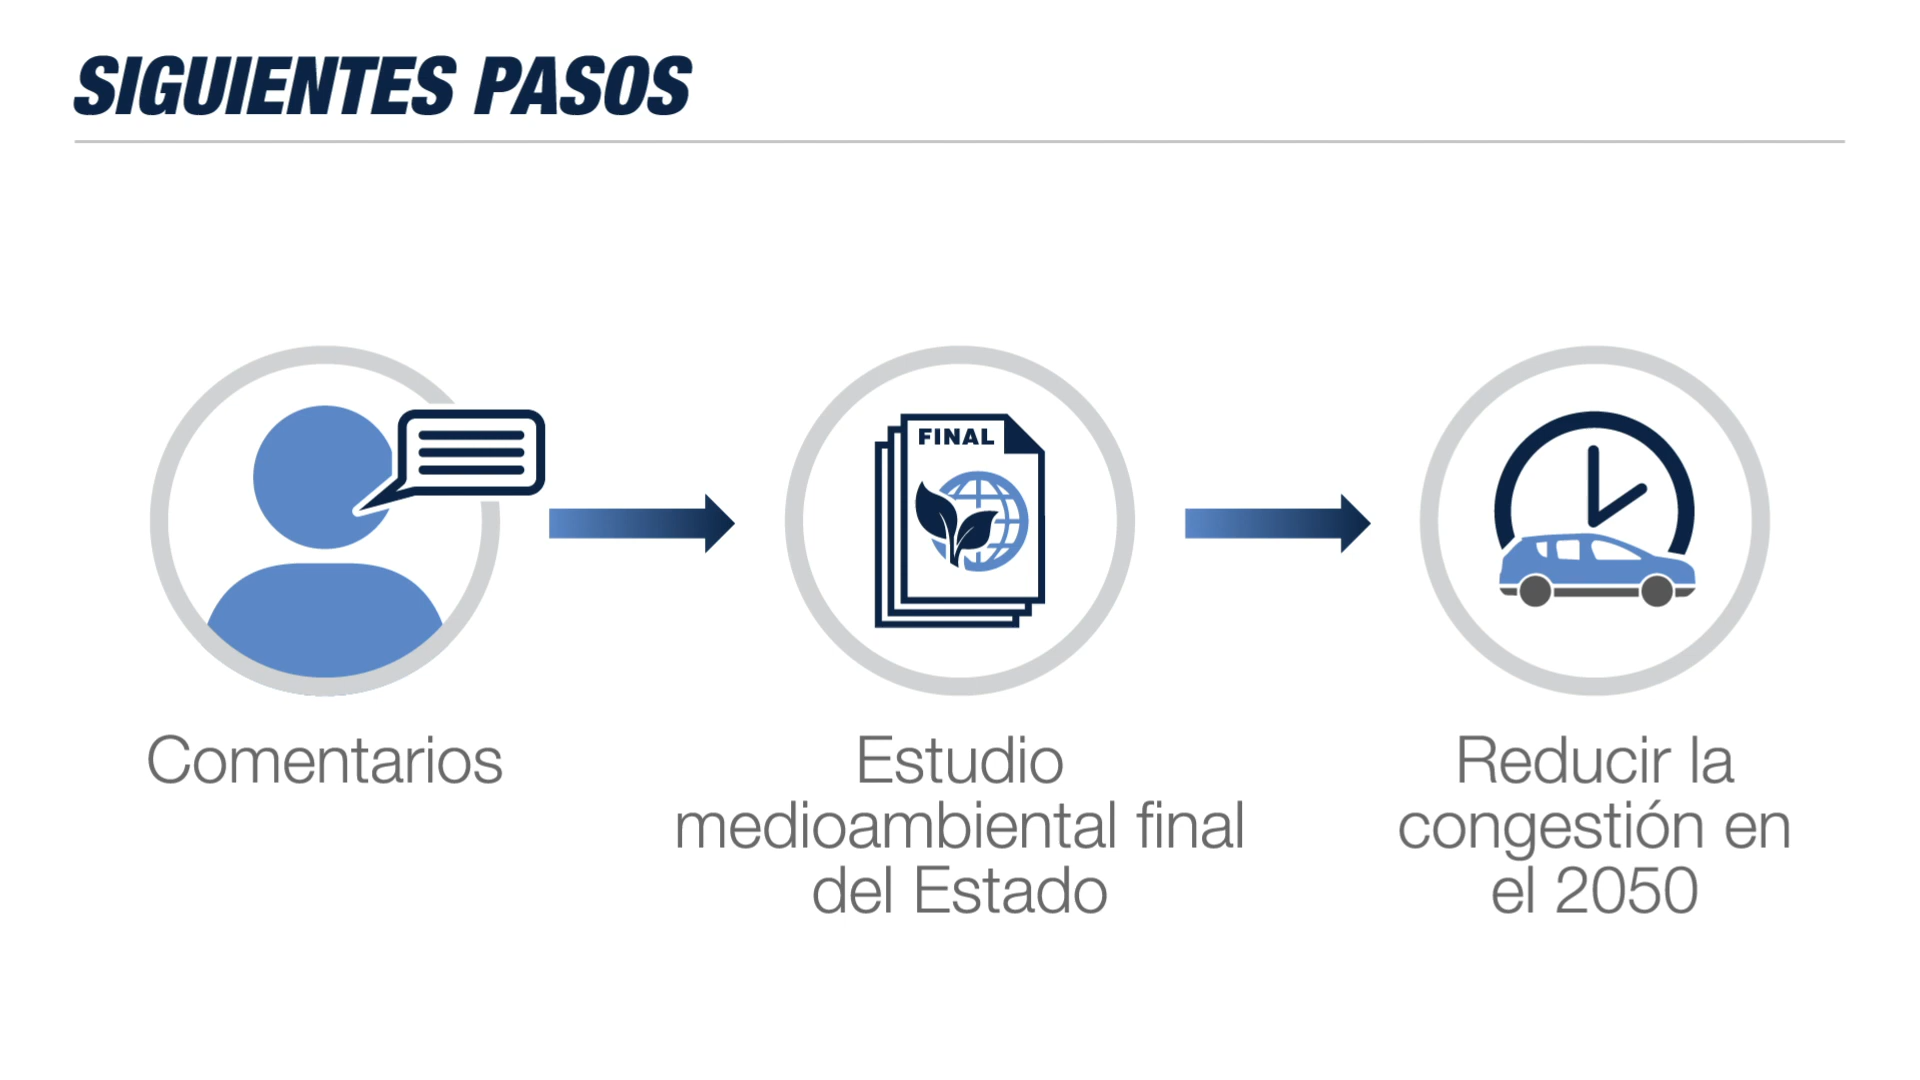 SIGUIENTES PASOS
FINAL
Comentarios
Estudio
medioambiental final
del Estado
Reducir la
congestión en
el 2050